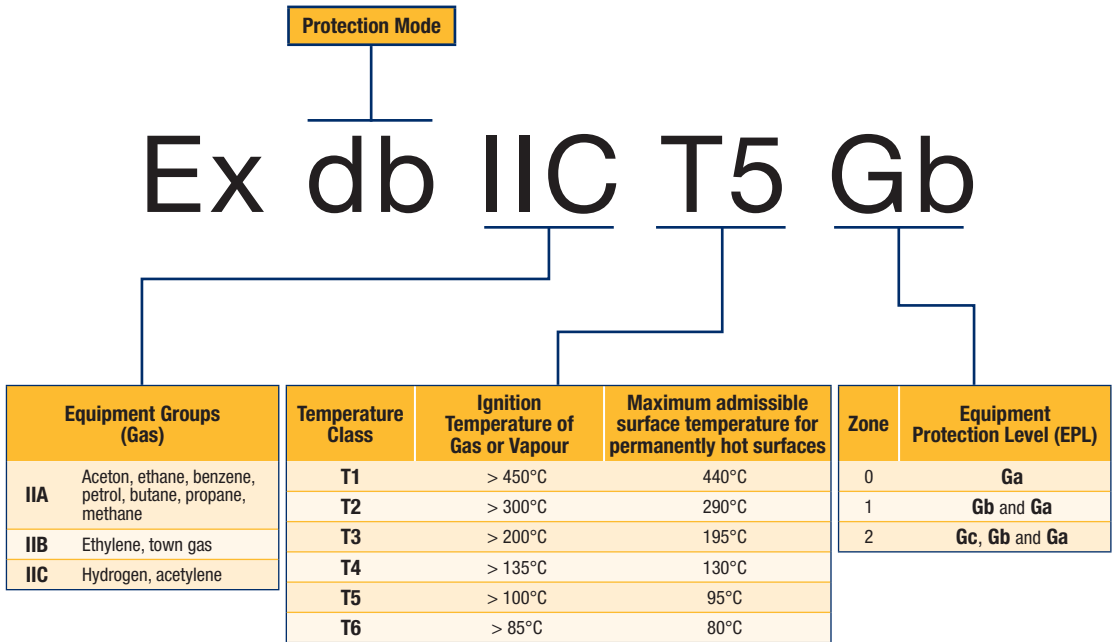 Protection Mode
Ex db IIC T5 Gb
Equipment Groups
(Gas)
IIA
Aceton, ethane, benzene,
petrol, butane, propane,
methane
IIB Ethylene, town gas
IIC Hydrogen, acetylene
Temperature
Class
Ignition
Temperature of
Gas or Vapour
Maximum admissible
surface temperature for
permanently hot surfaces
T1 > 450°C 440°C
T2 > 300°C 290°C
T3 > 200°C 195°C
T4 > 135°C 130°C
T5 > 100°C 95°C
T6 > 85°C 80°C
Zone
Equipment
Protection Level (EPL)
0 Ga
1 Gb and Ga
2 Gc, Gb and Ga